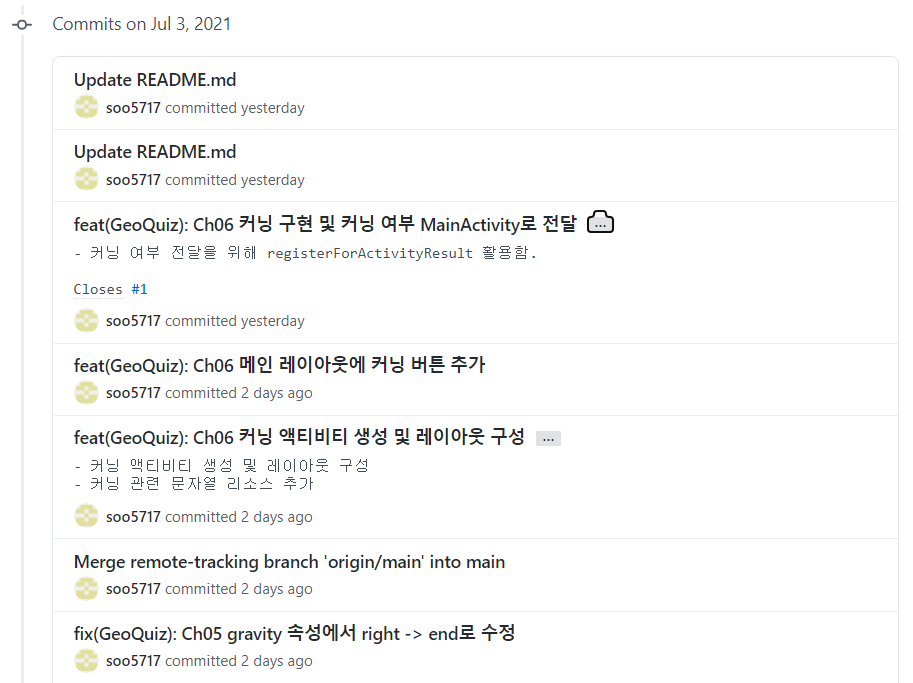 Commits on Jul 3, 2021
Update README.md
soo5717 committed yesterday
Update README.md
soo5717 committed yesterday
feat(GeoQuiz): Ch06 커닝 구현 및 커닝 여부 MainActivity로 전달 ...
- 커닝 여부 전달을 위해 registerForActivityResult 활용함.
Closes #1
soo5717 committed yesterday
feat(GeoQuiz): Ch06 메인 레이아웃에 커닝 버튼 추가
soo5717 committed 2 days ago
feat(GeoQuiz): Ch06 커닝 액티비티 생성 및 레이아웃 구성 ...
- 커닝 액티비티 생성 및 레이아웃 구성
- 커닝 관련 문자열 리소스 추가
soo5717 committed 2 days ago
Merge remote-tracking branch 'origin/main' into main
soo5717 committed 2 days ago
fix(GeoQuiz): Ch05 gravity 속성에서 right -> end로 수정
soo5717 committed 2 days ago